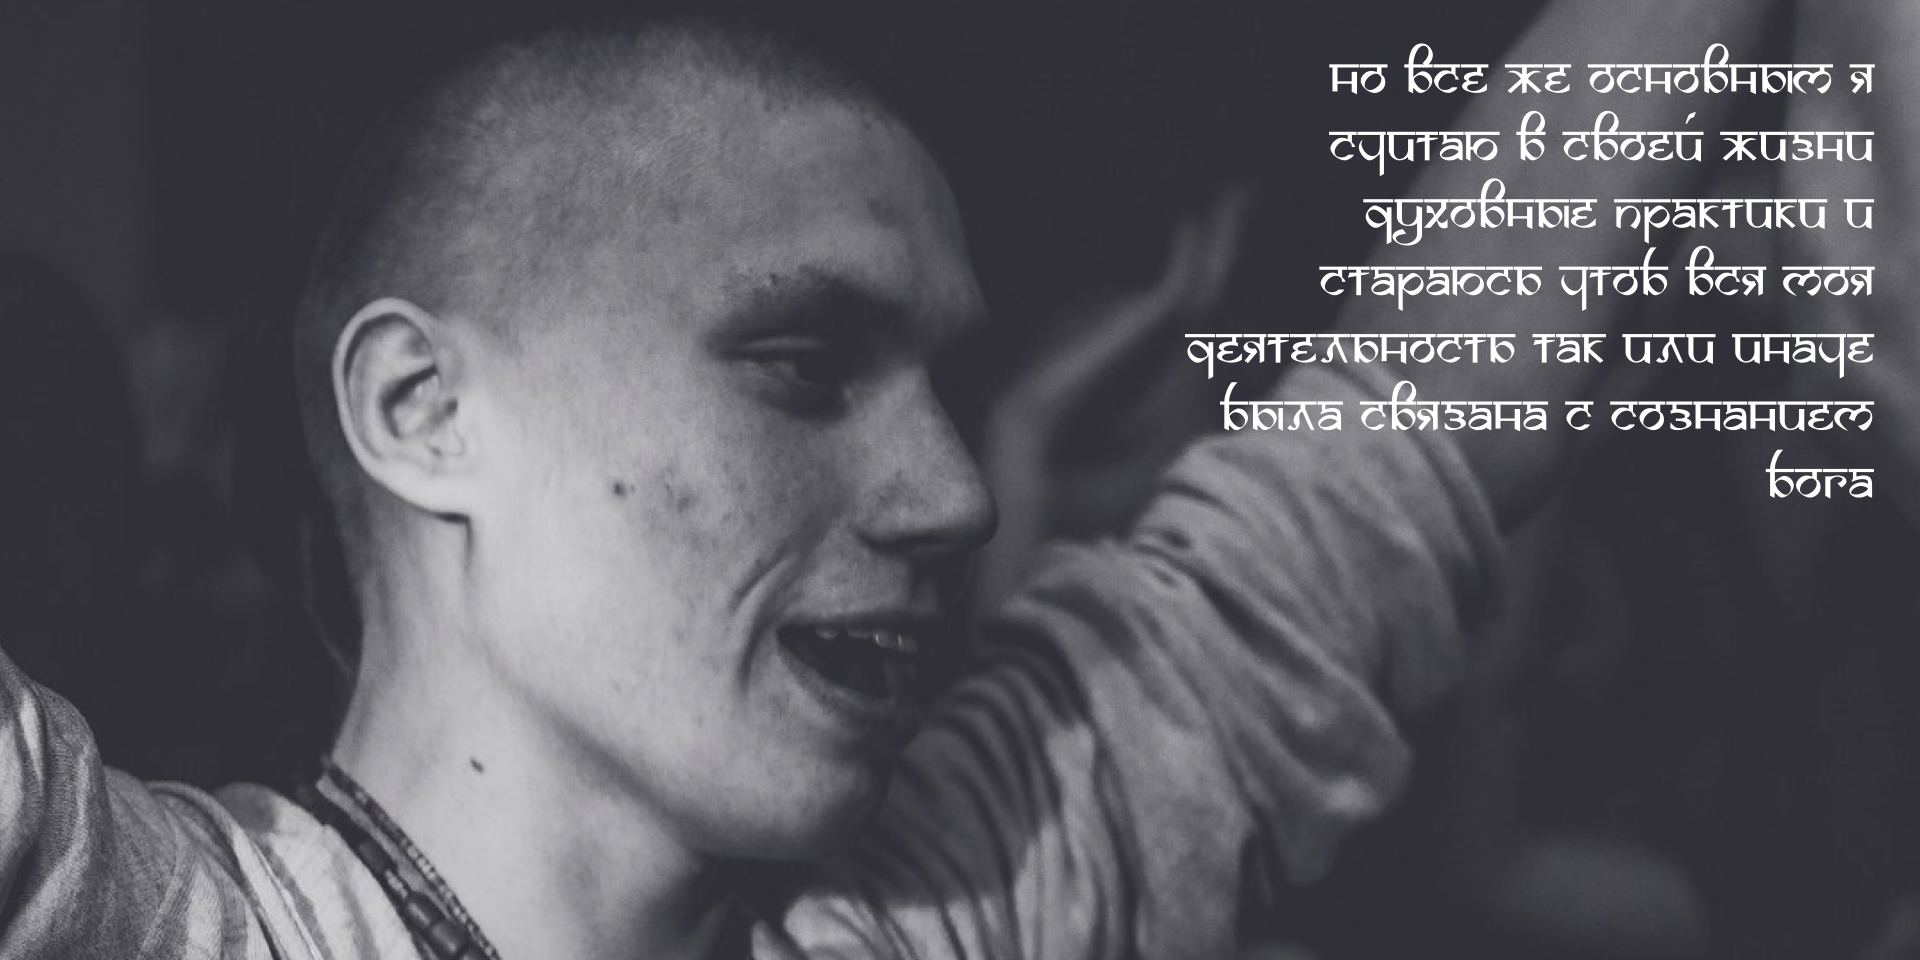 но все же основным я
считаю в своей жизни
духовные практики и
стараюсь чтоб вся моя
деятельность так или иначе
была связана с сознанием
бога